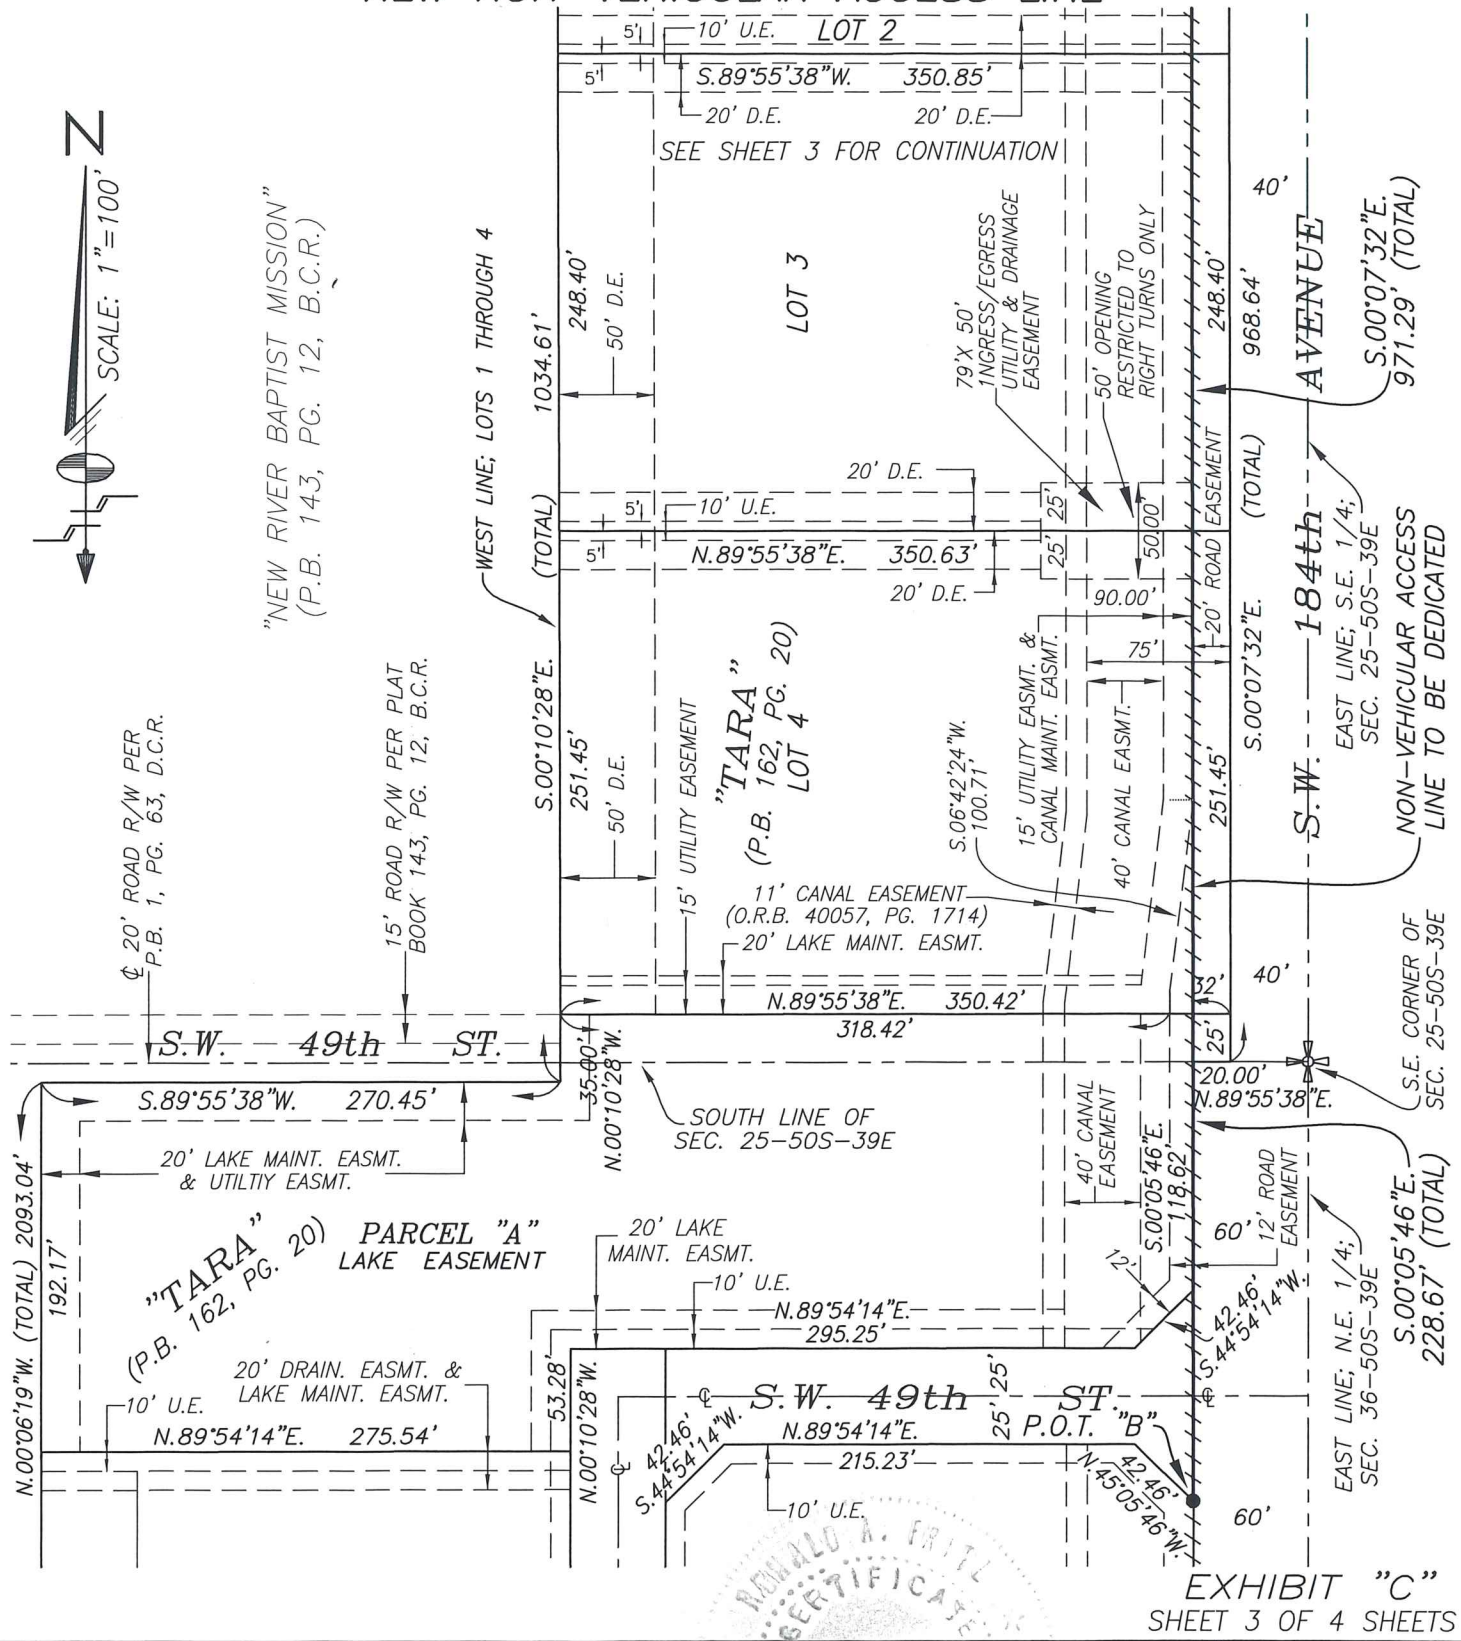 10' U.E.
LOT 2
5'
5'
S.89°55'38"W. 350.85'
20' D.E.
20' D.E.
SEE SHEET 3 FOR CONTINUATION
N
SCALE: 1"=100'
"NEW RIVER BAPTIST MISSION"
(P.B. 143, PG. 12, B.C.R.)
WEST LINE; LOTS 1 THROUGH 4
1034.61'
(TOTAL)
S.00°10'28"E.
248.40'
50' D.E.
LOT 3
79'X 50'
INGRESS/EGRESS
UTILITY & DRAINAGE
EASEMENT
50' OPENING
RESTRICTED TO
RIGHT TURNS ONLY
40'
248.40'
968.64'
(TOTAL)
S.00°07'32"E.
S.W. 184th AVENUE
S.00°07'32"E.
971.29' (TOTAL)
20' D.E.
5'
10' U.E.
5'
N.89°55'38"E. 350.63'
20' D.E.
25'
25'
50.00'
90.00'
20' ROAD EASEMENT
75'
EAST LINE; S.E. 1/4;
SEC. 25-50S-39E
NON-VEHICULAR ACCESS
LINE TO BE DEDICATED
₵ 20' ROAD R/W PER
P.B. 1, PG. 63, D.C.R.
15' ROAD R/W PER PLAT
BOOK 143, PG. 12, B.C.R.
251.45'
50' D.E.
15' UTILITY EASEMENT
"TARA"
(P.B. 162, PG. 20)
LOT 4
S.06°42'24"W.
100.71'
15' UTILITY EASMT. &
CANAL MAINT. EASMT.
40' CANAL EASMT.
251.45'
11' CANAL EASEMENT
(O.R.B. 40057, PG. 1714)
20' LAKE MAINT. EASMT.
N.89°55'38"E. 350.42'
318.42'
32'
25'
40'
S.E. CORNER OF
SEC. 25-50S-39E
S.W. 49th ST.
S.89°55'38"W. 270.45'
35.00'
N.00°10'28"W.
SOUTH LINE OF
SEC. 25-50S-39E
20.00'
N.89°55'38"E.
20' LAKE MAINT. EASMT.
& UTILTIY EASMT.
N.00°06'19"W. (TOTAL) 2093.04'
192.17'
"TARA"
(P.B. 162, PG. 20)
PARCEL "A"
LAKE EASEMENT
40' CANAL
EASEMENT
S.00°05'46"E.
118.62'
60'
12' ROAD
EASEMENT
S.00°05'46"E.
228.67' (TOTAL)
20' LAKE
MAINT. EASMT.
10' U.E.
N.89°54'14"E.
295.25'
12'
42.46'
S.44°54'14"W.
EAST LINE; N.E. 1/4;
SEC. 36-50S-39E
20' DRAIN. EASMT. &
LAKE MAINT. EASMT.
10' U.E.
N.89°54'14"E. 275.54'
53.28'
N.00°10'28"W.
₵ S.W. 49th ST. ₵
25'
25'
₵
42.46'
S.44°54'14"W.
N.89°54'14"E.
215.23'
10' U.E.
P.O.T. "B"
42.46'
N.45°05'46"W.
60'
A. FRITZ
CERTIFICATE
EXHIBIT "C"
SHEET 3 OF 4 SHEETS